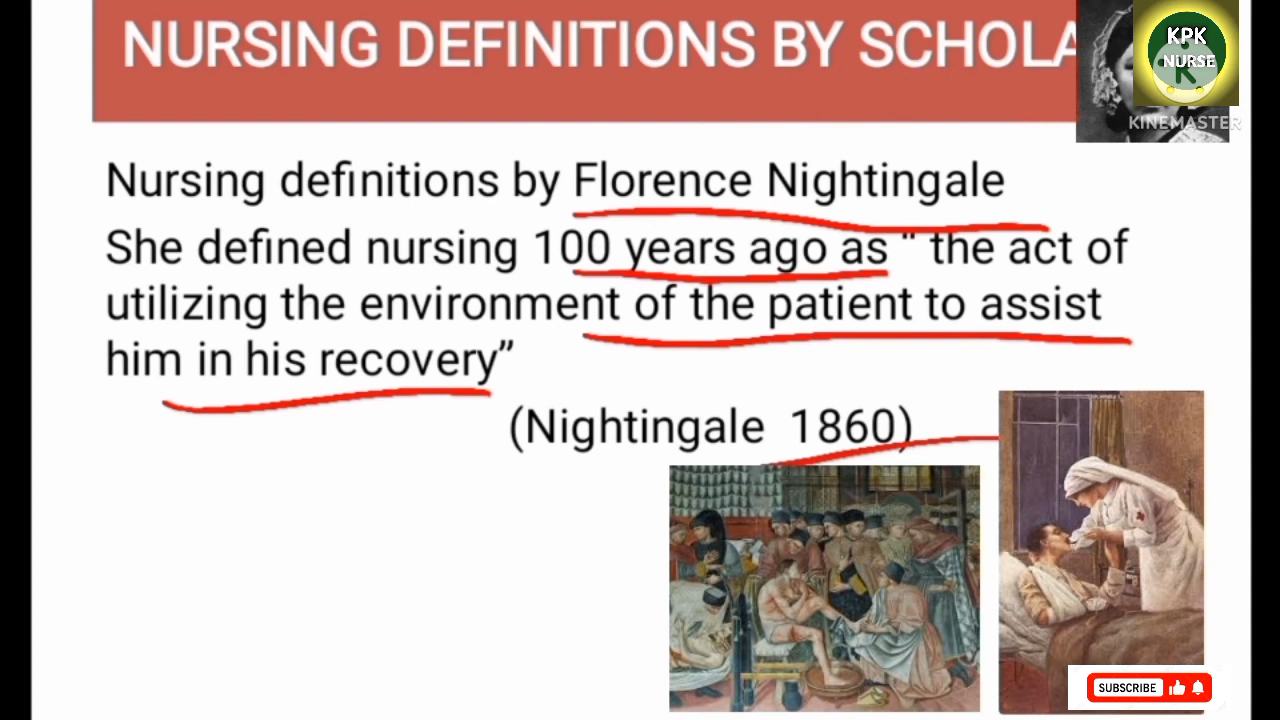 NURSING DEFINITIONS BY SCHOLA
KPK
NURSE
K
KINEMASTER
Nursing definitions by Florence Nightingale
She defined nursing 100 years ago as “ the act of
utilizing the environment of the patient to assist
him in his recovery”
(Nightingale 1860)
SUBSCRIBE